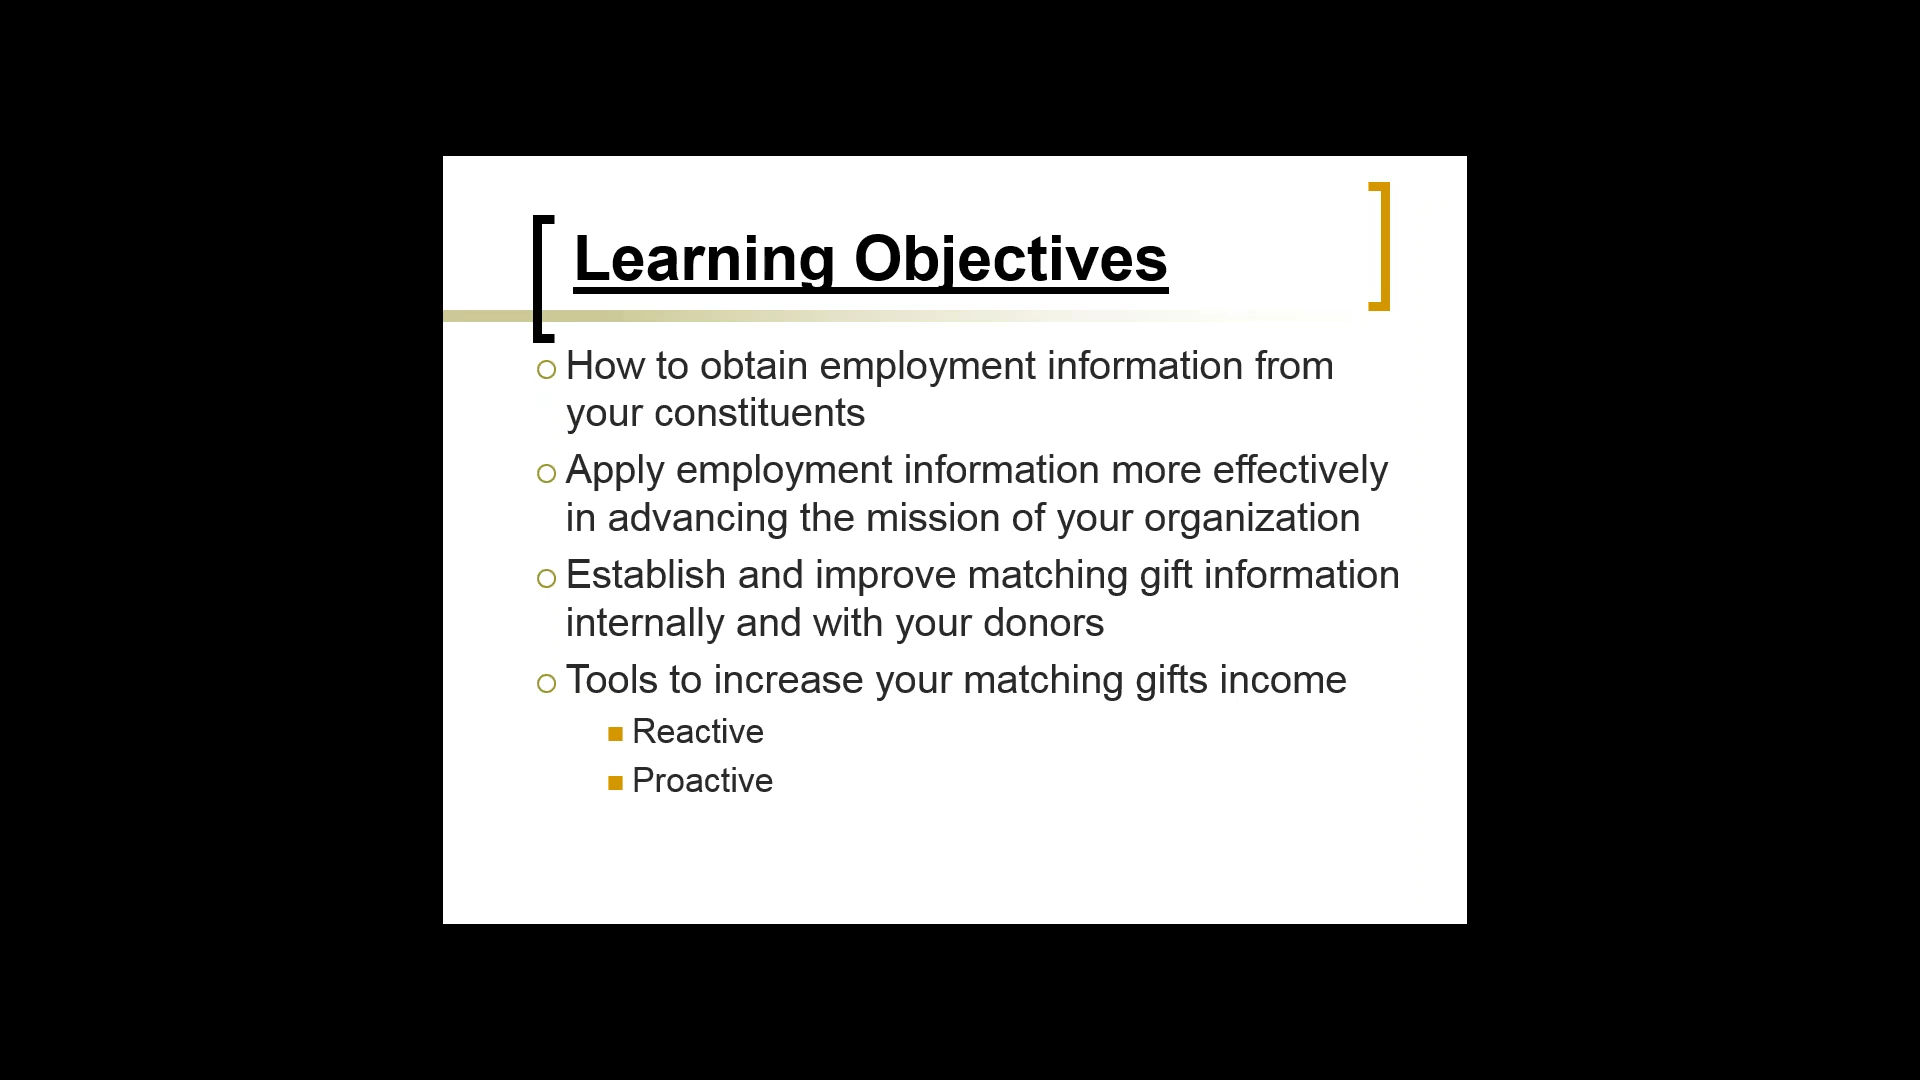 Learning Objectives
How to obtain employment information from
your constituents
Apply employment information more effectively
in advancing the mission of your organization
Establish and improve matching gift information
internally and with your donors
Tools to increase your matching gifts income
Reactive
Proactive